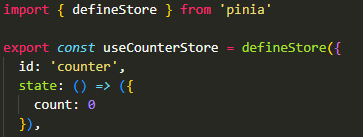 import { defineStore } from 'pinia'
export const useCounterStore = defineStore({
  id: 'counter',
  state: () => ({
    count: 0
  }),